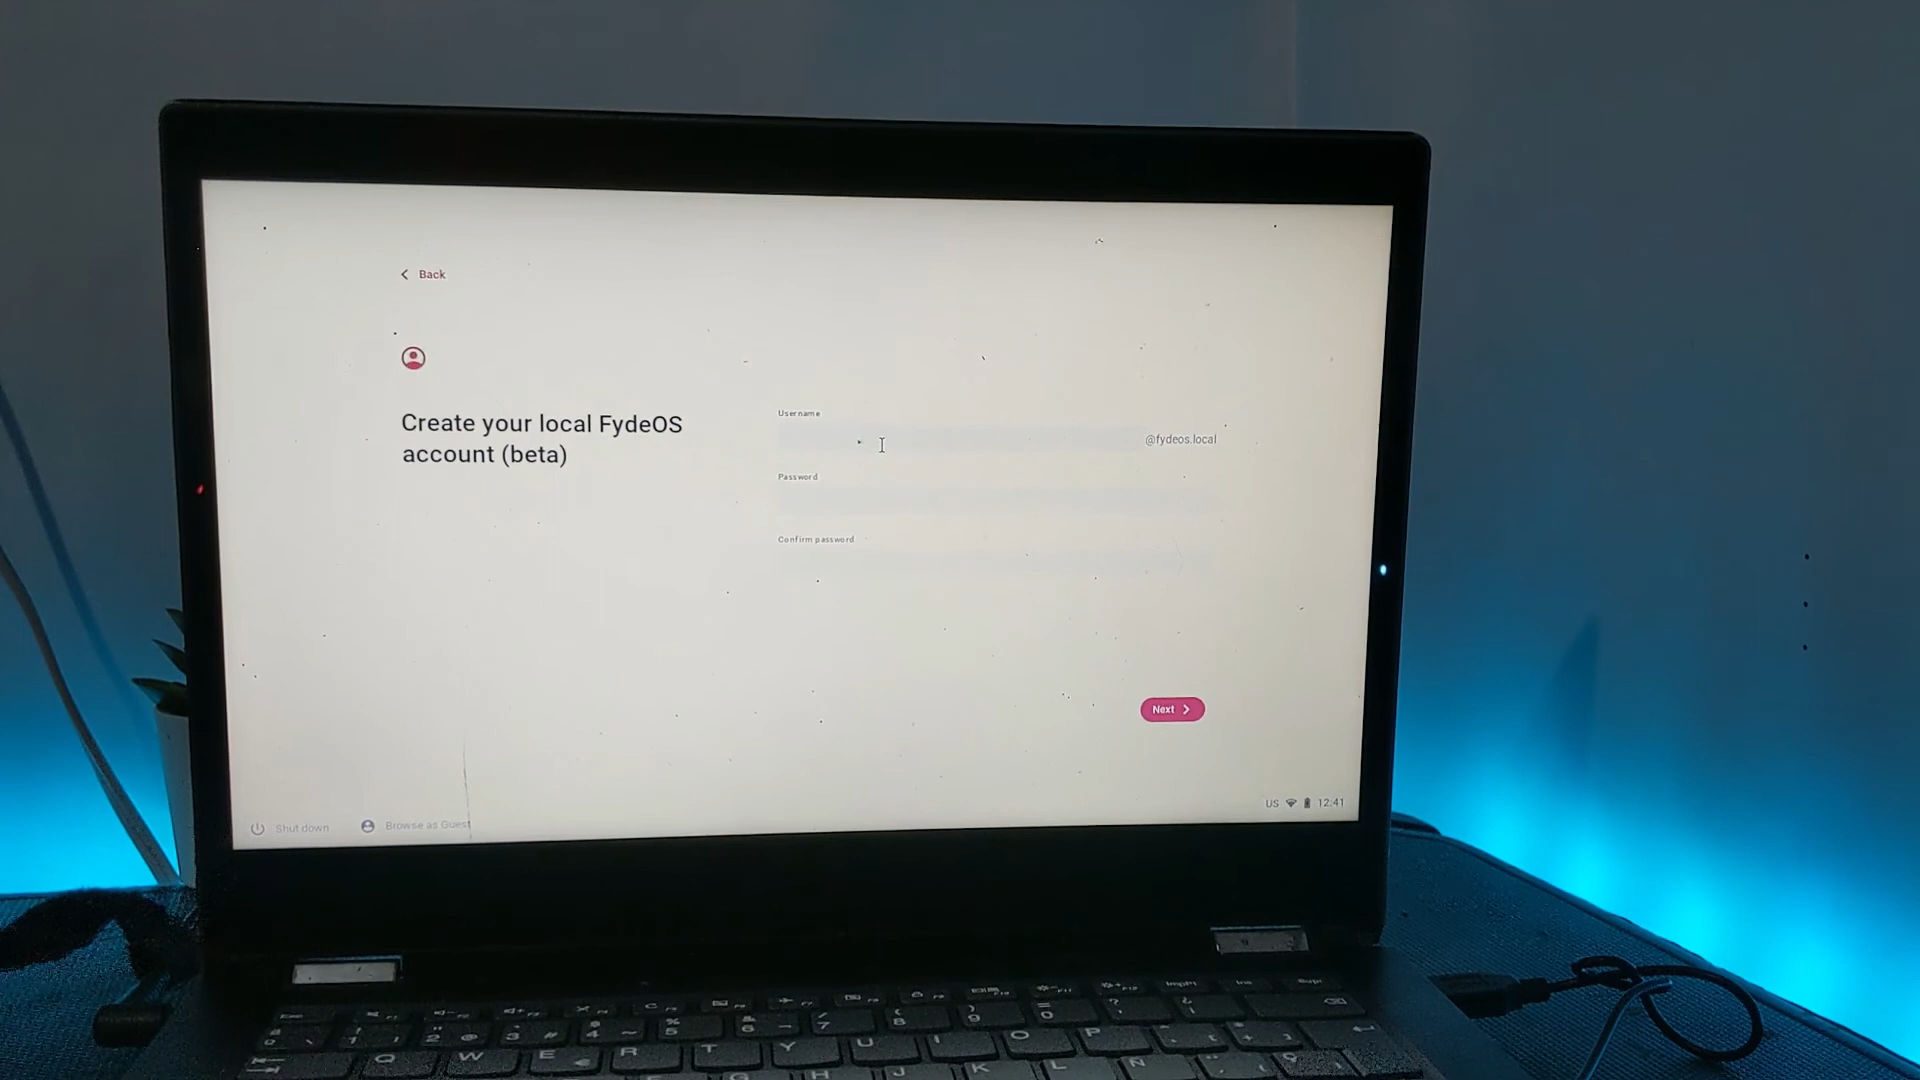 Back
Create your local FydeOS
account (beta)
Username
@fydeos.local
Password
Confirm password
Next
Shut down
Browse as Guest
US
12:41
Q W E R T Y U I O P
H J K L Ñ